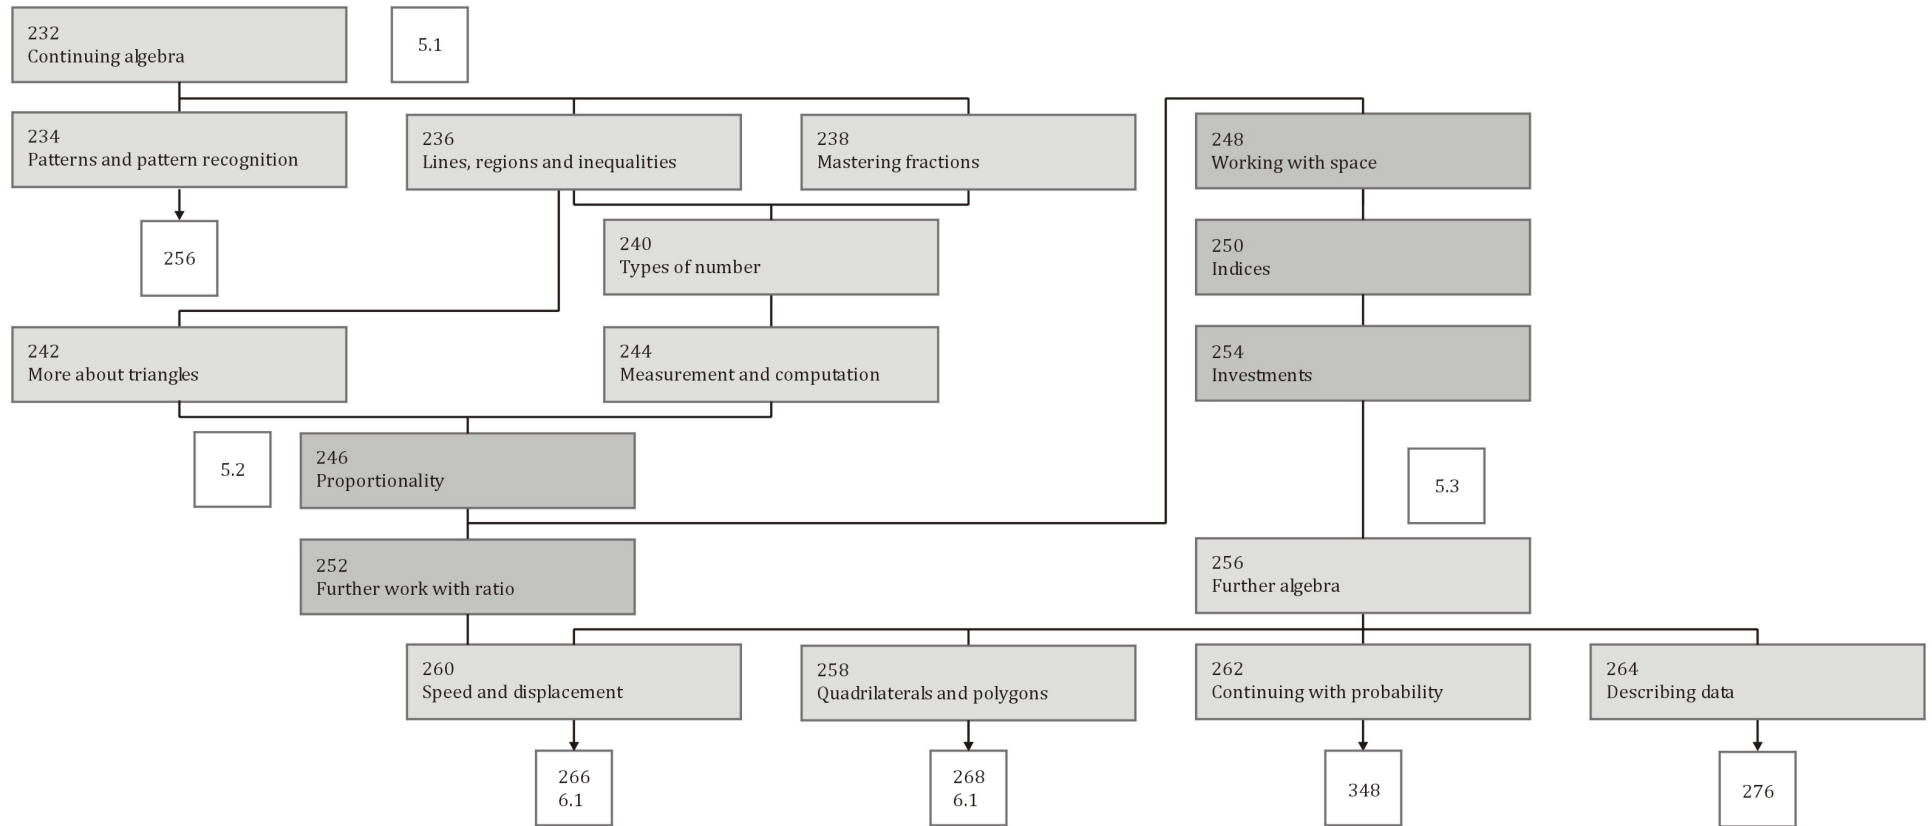 232
Continuing algebra
5.1
234
Patterns and pattern recognition
236
Lines, regions and inequalities
238
Mastering fractions
248
Working with space
256
240
Types of number
250
Indices
242
More about triangles
244
Measurement and computation
254
Investments
5.2
246
Proportionality
5.3
252
Further work with ratio
256
Further algebra
260
Speed and displacement
258
Quadrilaterals and polygons
262
Continuing with probability
264
Describing data
266
6.1
268
6.1
348
276